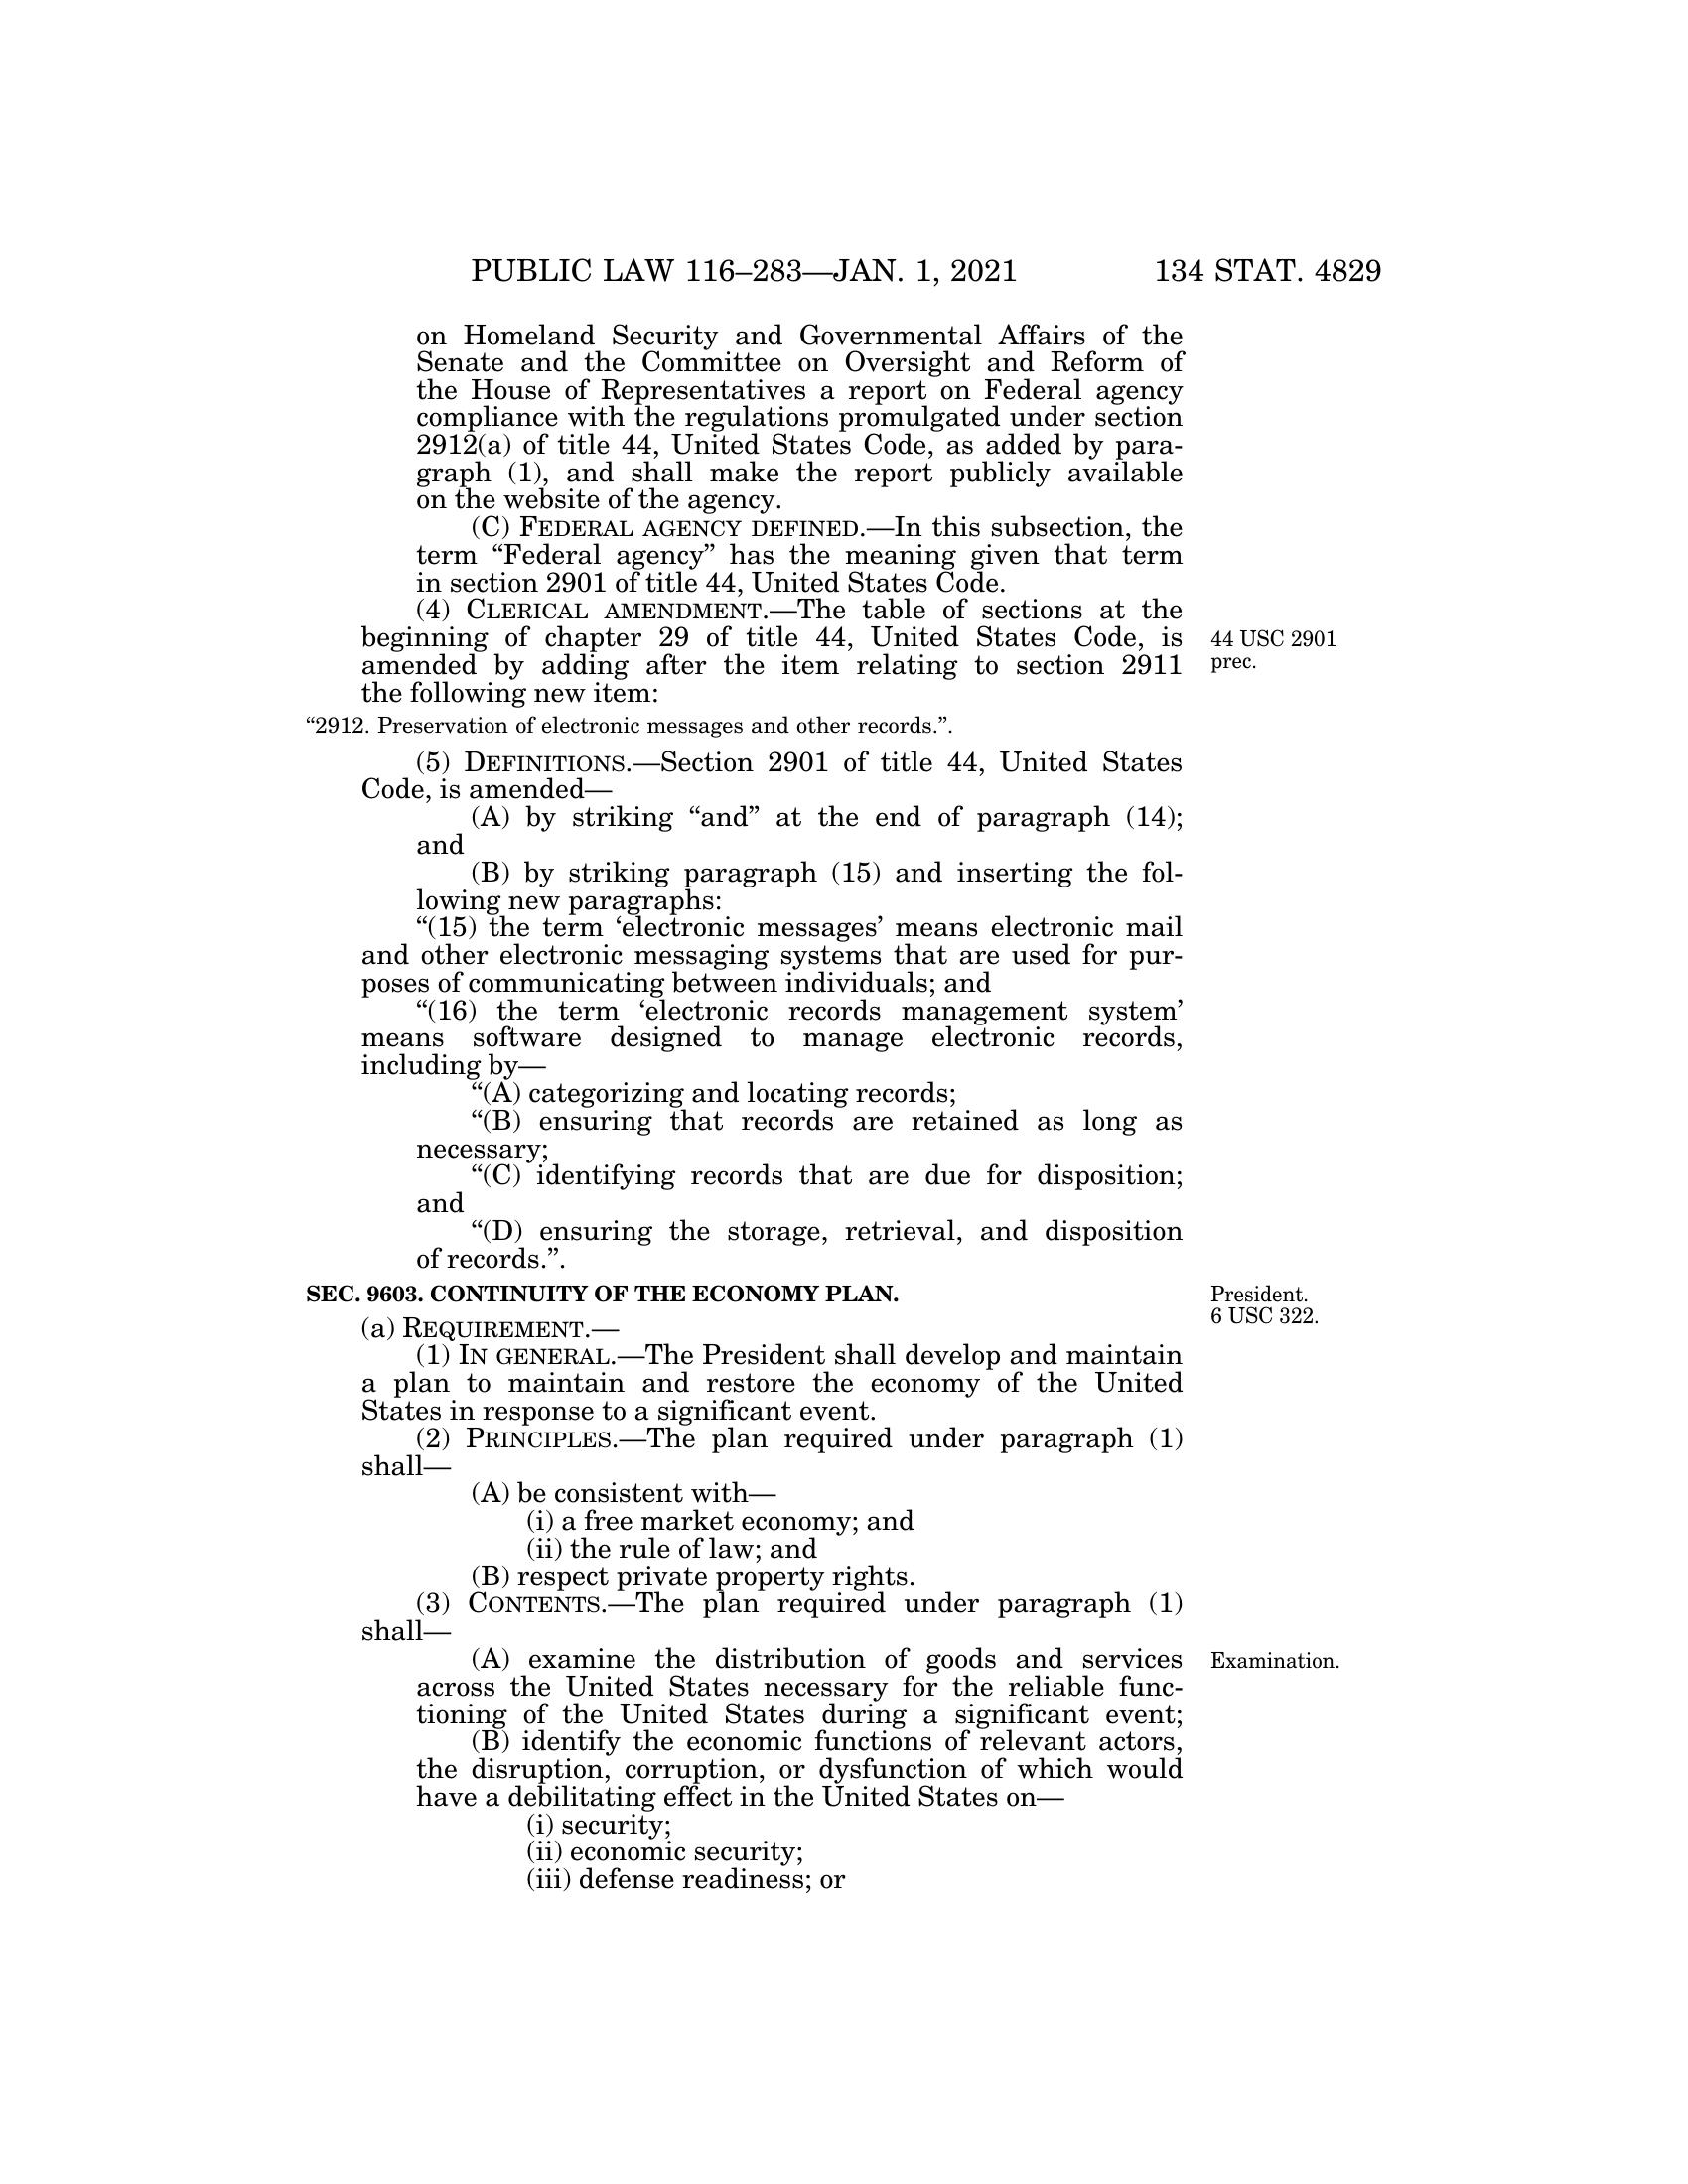 PUBLIC LAW 116–283—JAN. 1, 2021 134 STAT. 4829
on Homeland Security and Governmental Affairs of the
Senate and the Committee on Oversight and Reform of
the House of Representatives a report on Federal agency
compliance with the regulations promulgated under section
2912(a) of title 44, United States Code, as added by para-
graph (1), and shall make the report publicly available
on the website of the agency.
(C) FEDERAL AGENCY DEFINED.—In this subsection, the
term “Federal agency” has the meaning given that term
in section 2901 of title 44, United States Code.
(4) CLERICAL AMENDMENT.—The table of sections at the
beginning of chapter 29 of title 44, United States Code, is
amended by adding after the item relating to section 2911
the following new item:
44 USC 2901
prec.
“2912. Preservation of electronic messages and other records.”.
(5) DEFINITIONS.—Section 2901 of title 44, United States
Code, is amended—
(A) by striking “and” at the end of paragraph (14);
and
(B) by striking paragraph (15) and inserting the fol-
lowing new paragraphs:
“(15) the term ‘electronic messages’ means electronic mail
and other electronic messaging systems that are used for pur-
poses of communicating between individuals; and
“(16) the term ‘electronic records management system’
means software designed to manage electronic records,
including by—
“(A) categorizing and locating records;
“(B) ensuring that records are retained as long as
necessary;
“(C) identifying records that are due for disposition;
and
“(D) ensuring the storage, retrieval, and disposition
of records.”.
SEC. 9603. CONTINUITY OF THE ECONOMY PLAN.
President.
6 USC 322.
(a) REQUIREMENT.—
(1) IN GENERAL.—The President shall develop and maintain
a plan to maintain and restore the economy of the United
States in response to a significant event.
(2) PRINCIPLES.—The plan required under paragraph (1)
shall—
(A) be consistent with—
(i) a free market economy; and
(ii) the rule of law; and
(B) respect private property rights.
(3) CONTENTS.—The plan required under paragraph (1)
shall—
(A) examine the distribution of goods and services
across the United States necessary for the reliable func-
tioning of the United States during a significant event;
Examination.
(B) identify the economic functions of relevant actors,
the disruption, corruption, or dysfunction of which would
have a debilitating effect in the United States on—
(i) security;
(ii) economic security;
(iii) defense readiness; or